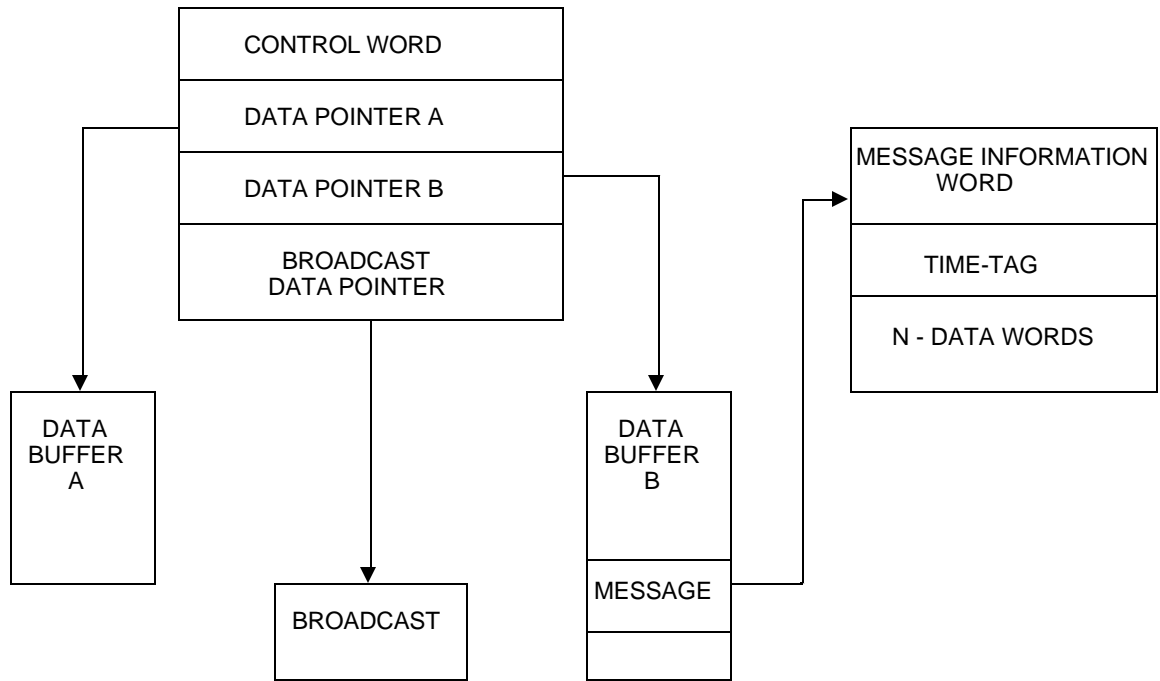 CONTROL WORD
DATA POINTER A
DATA POINTER B
BROADCAST
DATA POINTER
MESSAGE INFORMATION
WORD
TIME-TAG
N - DATA WORDS
DATA
BUFFER
A
BROADCAST
DATA
BUFFER
B
MESSAGE